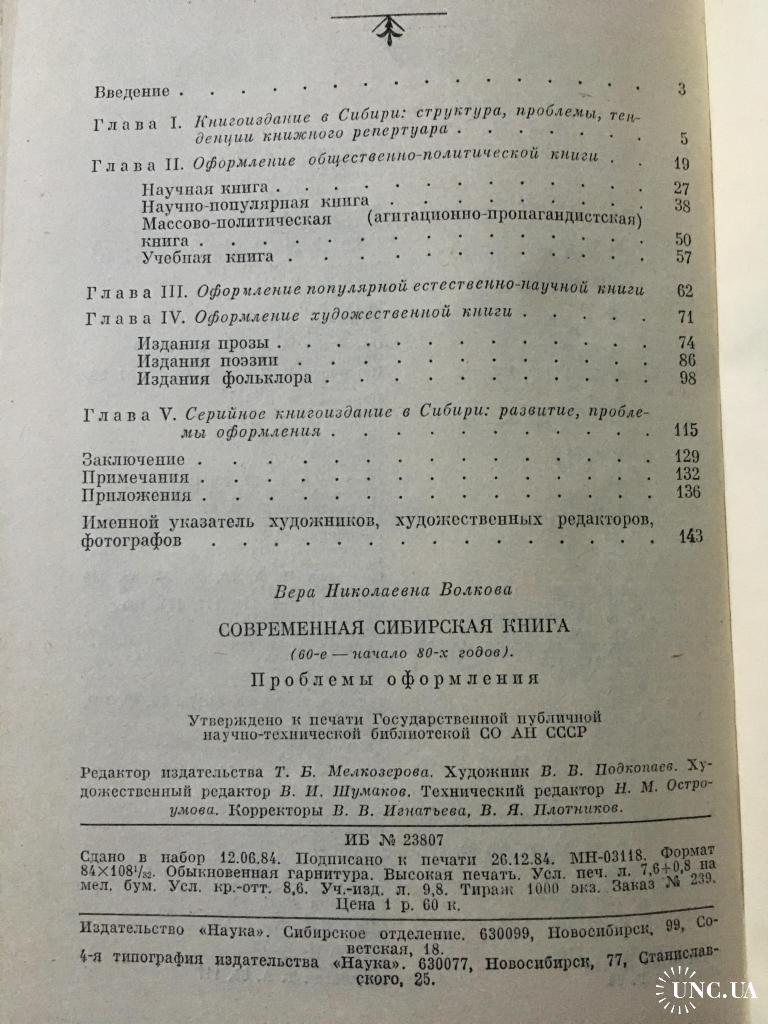 Введение . . . . . . . . . . . . . . . . 3
Глава I. Книгоиздание в Сибири: структура, проблемы, тен-
денции книжного репертуара . . . . . . . 5
Глава II. Оформление общественно-политической книги . . 19
Научная книга . . . . . . . . . . . . . 27
Научно-популярная книга . . . . . . . . . 38
Массово-политическая (агитационно-пропагандистская)
книга . . . . . . . . . . . . . . . . 50
Учебная книга . . . . . . . . . . . . . 57
Глава III. Оформление популярной естественно-научной книги 62
Глава IV. Оформление художественной книги . . . . . 71
Издания прозы . . . . . . . . . . . . . 74
Издания поэзии . . . . . . . . . . . . 86
Издания фольклора . . . . . . . . . . . 98
Глава V. Серийное книгоиздание в Сибири: развитие, пробле-
мы оформления . . . . . . . . . . . . 115
Заключение . . . . . . . . . . . . . . . 129
Примечания . . . . . . . . . . . . . . . 132
Приложения . . . . . . . . . . . . . . . 136
Именной указатель художников, художественных редакторов,
фотографов . . . . . . . . . . . . . . . 143
Вера Николаевна Волкова
СОВРЕМЕННАЯ СИБИРСКАЯ КНИГА
(60-е — начало 80-х годов).
Проблемы оформления
Утверждено к печати Государственной публичной
научно-технической библиотекой СО АН СССР
Редактор издательства Т. Б. Мелкозерова. Художник В. В. Подкопаев. Ху-
дожественный редактор В. И. Шумаков. Технический редактор Н. М. Остро-
умова. Корректоры В. В. Игнатьева, В. Я. Плотников.
ИБ № 23807
Сдано в набор 12.06.84. Подписано к печати 26.12.84. МН-03118. Формат
84×108¹/₃₂. Обыкновенная гарнитура. Высокая печать. Усл. печ. л. 7,6+0,8 на
мел. бум. Усл. кр.-отт. 8,6. Уч.-изд. л. 9,8. Тираж 1000 экз. Заказ № 239.
Цена 1 р. 60 к.
Издательство «Наука». Сибирское отделение. 630099, Новосибирск, 99, Со-
ветская, 18.
4-я типография издательства «Наука». 630077, Новосибирск, 77, Станислав-
ского, 25.
UNC.UA